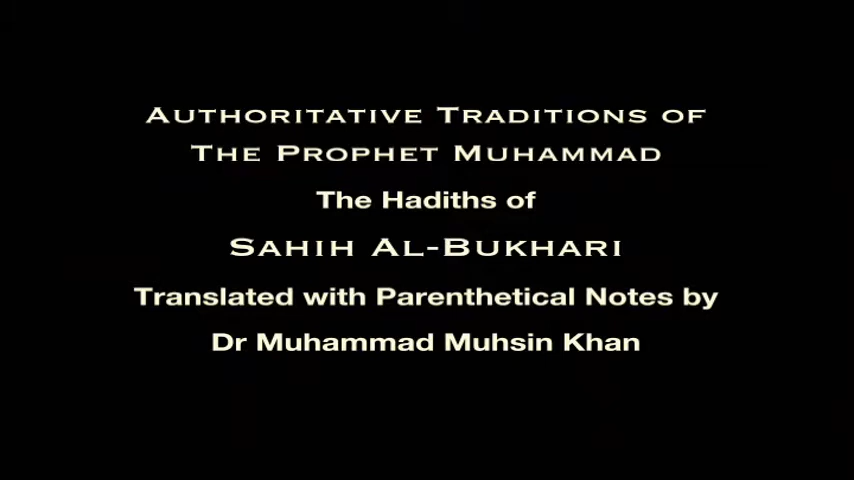 Authoritative Traditions of
The Prophet Muhammad
The Hadiths of
Sahih Al-Bukhari
Translated with Parenthetical Notes by
Dr Muhammad Muhsin Khan